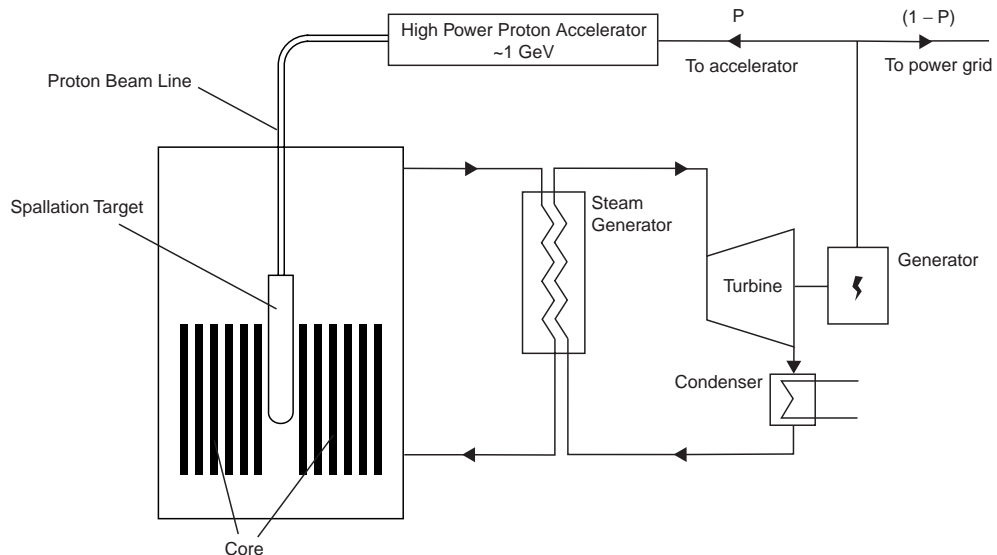 P
(1 – P)
High Power Proton Accelerator
~1 GeV
To accelerator
To power grid
Proton Beam Line
Spallation Target
Steam
Generator
Turbine
Generator
Condenser
Core